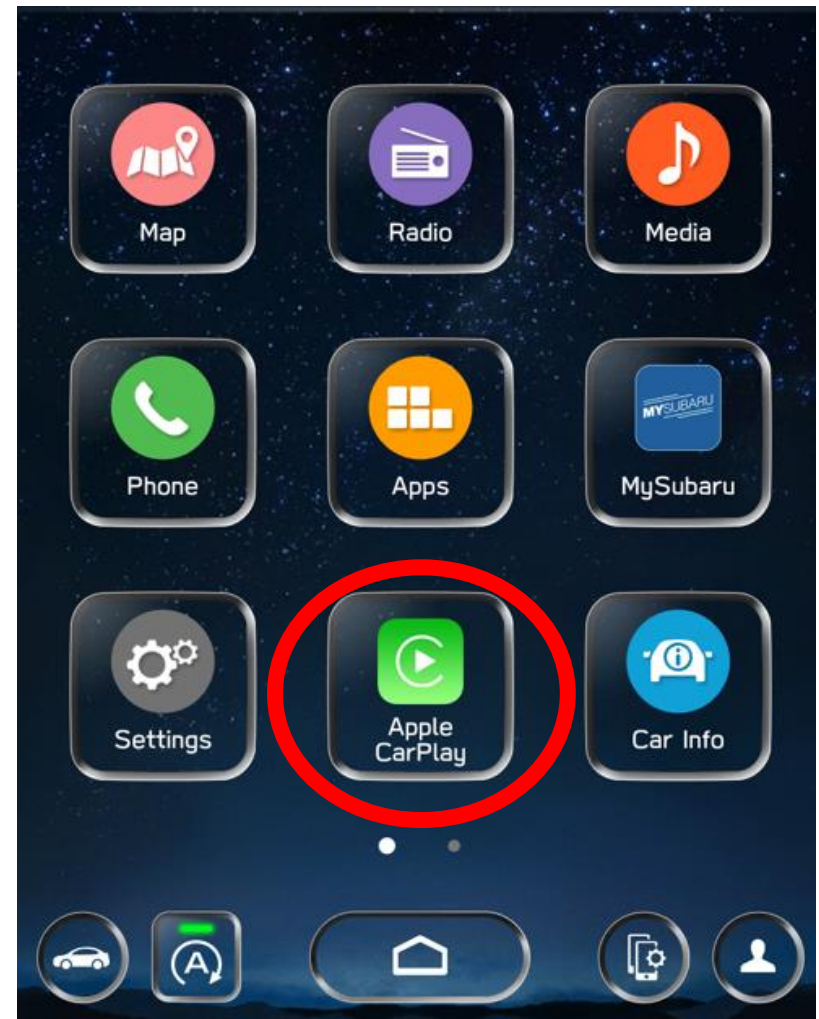 Map
Radio
Media
Phone
Apps
MYSUBARU
MySubaru
Settings
Apple
CarPlay
Car Info
A